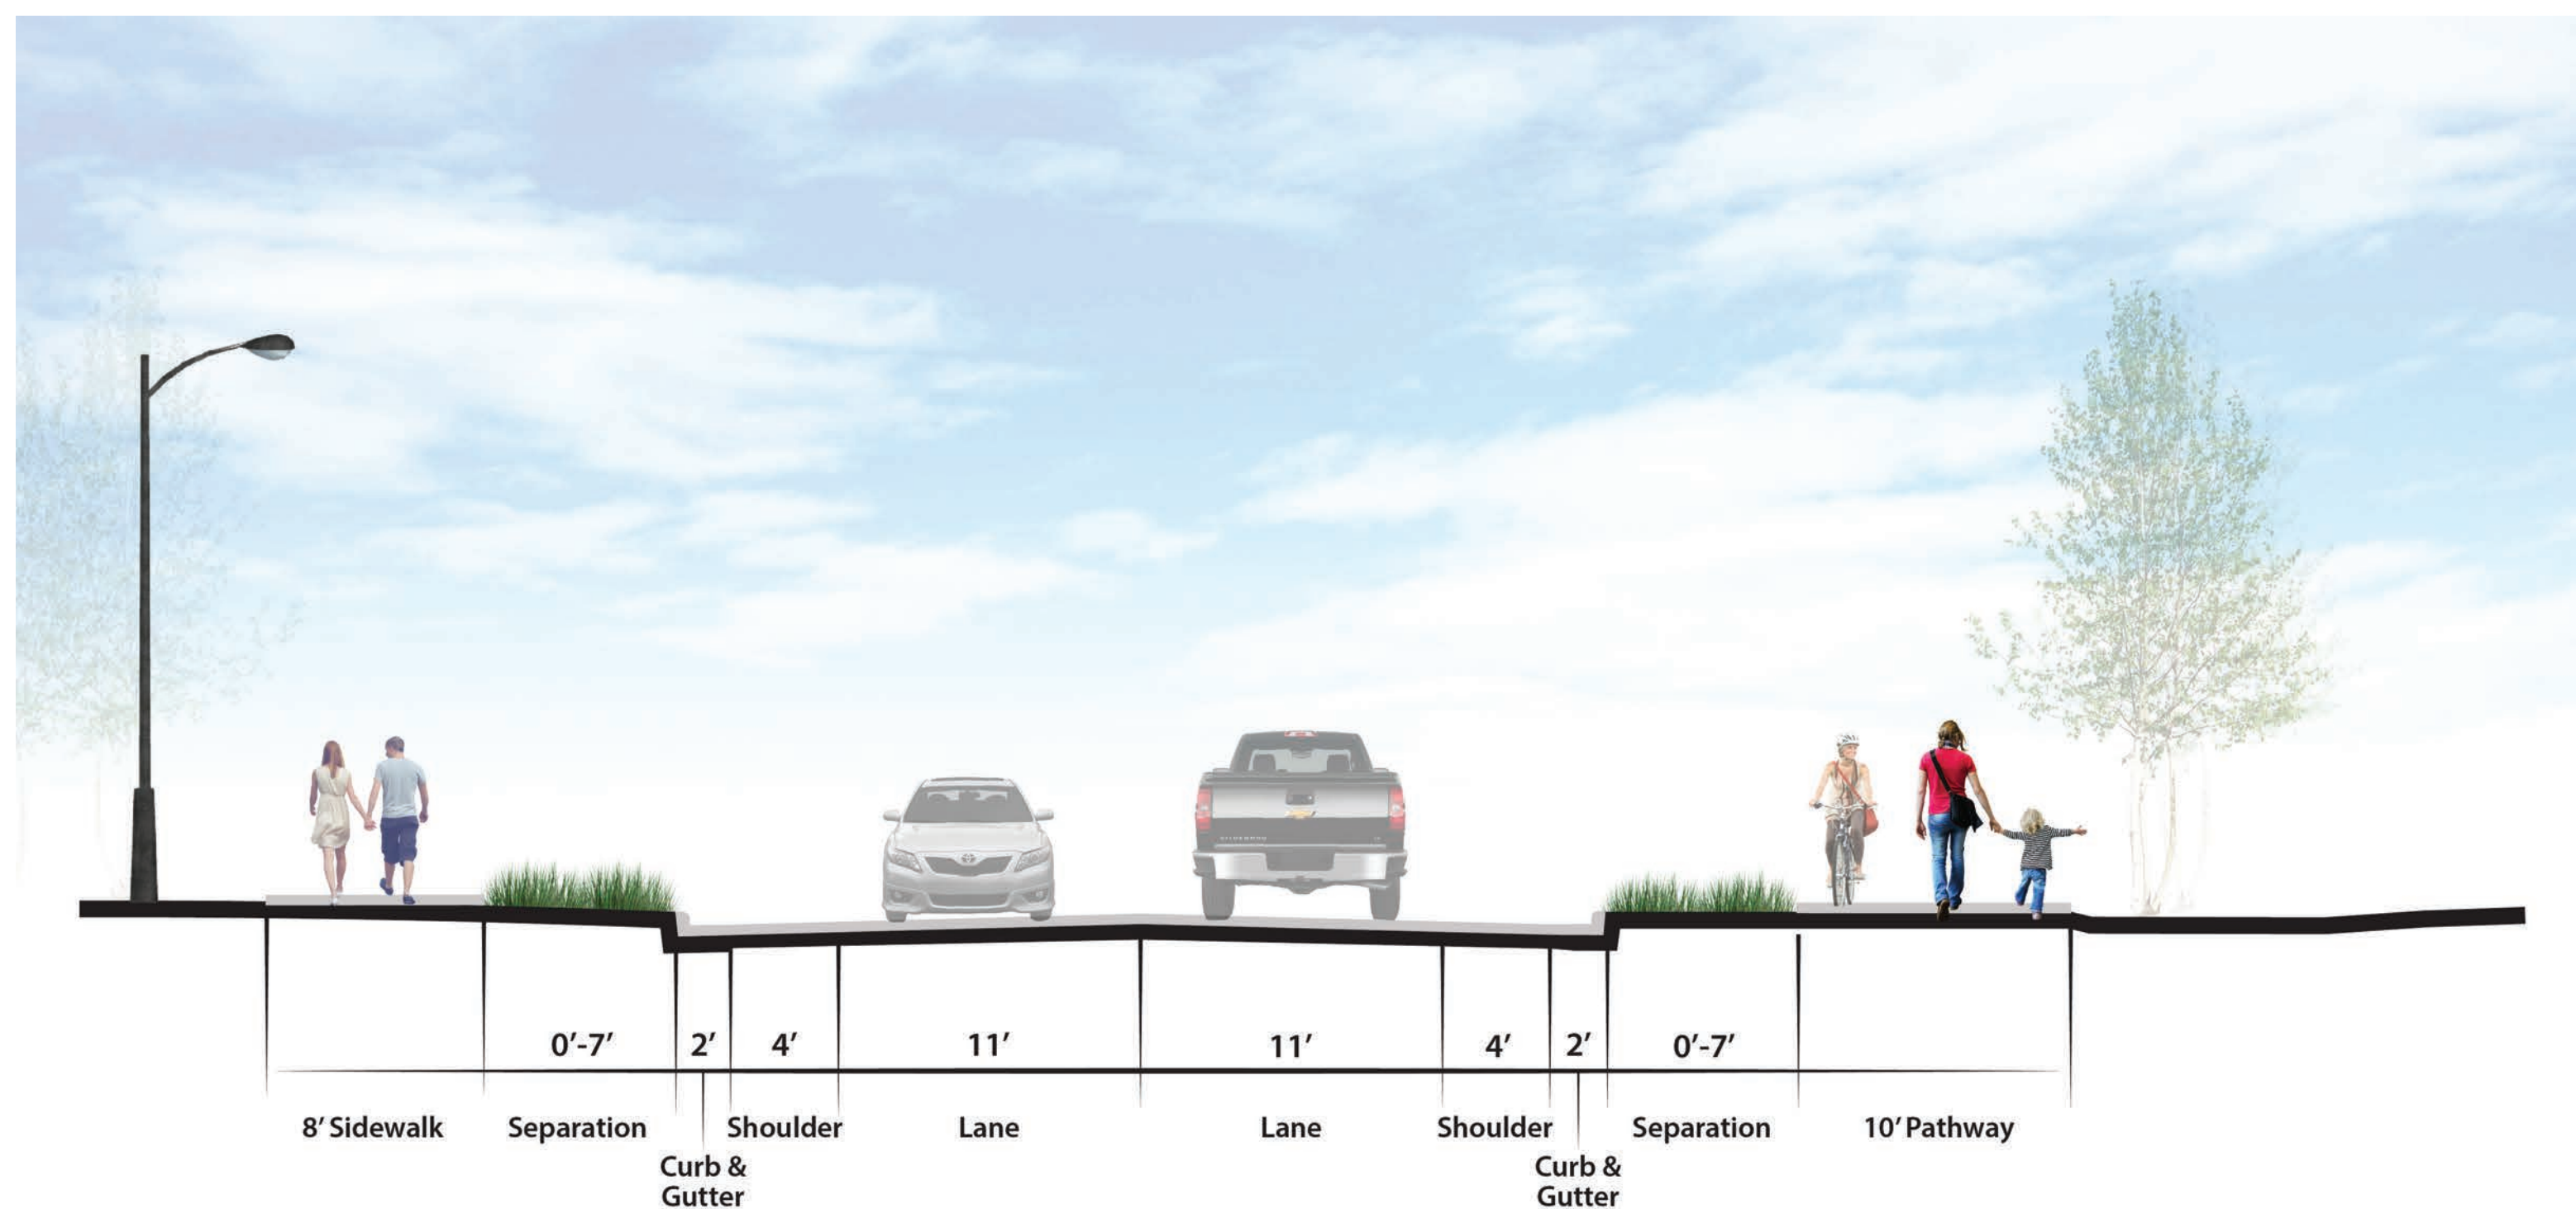 0’-7’ 2’ 4’ 11’ 11’ 4’ 2’ 0’-7’
8’ Sidewalk Separation Shoulder Lane Lane Shoulder Separation 10’ Pathway
Curb & Curb &
Gutter Gutter